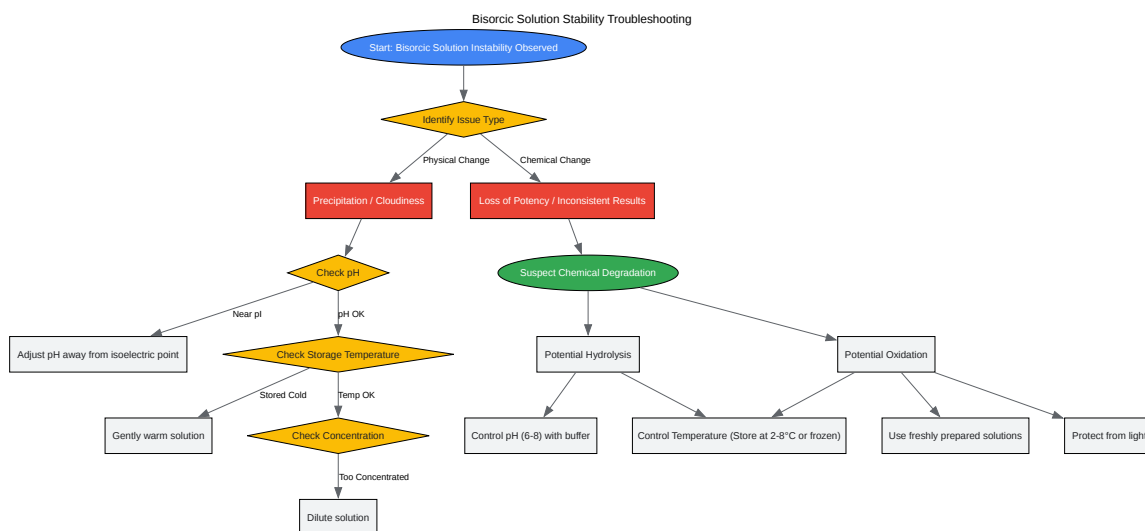 Bisorcic Solution Stability Troubleshooting
Start: Bisorcic Solution Instability Observed
Identify Issue Type
Physical Change
Chemical Change
Precipitation / Cloudiness
Loss of Potency / Inconsistent Results
Check pH
Suspect Chemical Degradation
Near pI
pH OK
Adjust pH away from isoelectric point
Check Storage Temperature
Potential Hydrolysis
Potential Oxidation
Stored Cold
Temp OK
Gently warm solution
Check Concentration
Control pH (6-8) with buffer
Control Temperature (Store at 2-8°C or frozen)
Use freshly prepared solutions
Protect from light
Too Concentrated
Dilute solution